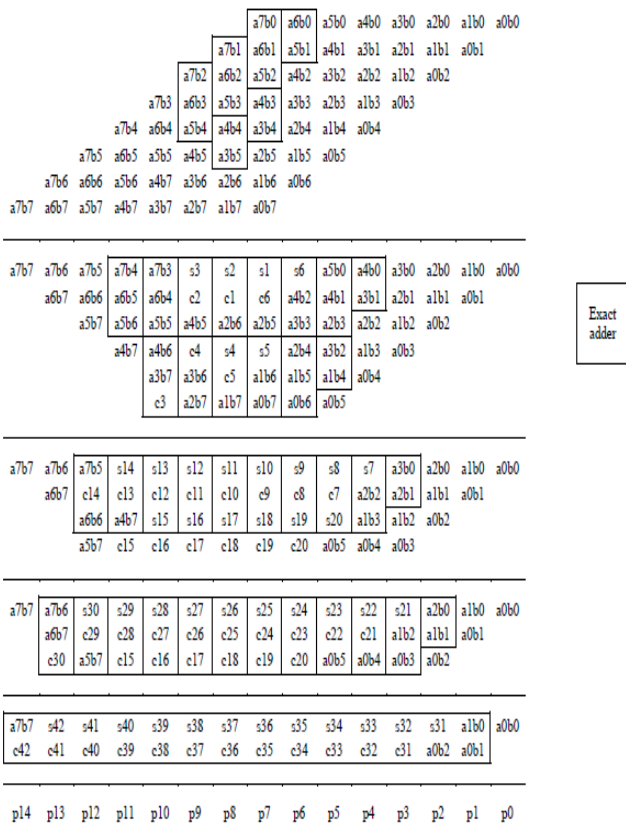 a7b0 a6b0 a5b0 a4b0 a3b0 a2b0 a1b0 a0b0
a7b1 a6b1 a5b1 a4b1 a3b1 a2b1 a1b1 a0b1
a7b2 a6b2 a5b2 a4b2 a3b2 a2b2 a1b2 a0b2
a7b3 a6b3 a5b3 a4b3 a3b3 a2b3 a1b3 a0b3
a7b4 a6b4 a5b4 a4b4 a3b4 a2b4 a1b4 a0b4
a7b5 a6b5 a5b5 a4b5 a3b5 a2b5 a1b5 a0b5
a7b6 a6b6 a5b6 a4b7 a3b6 a2b6 a1b6 a0b6
a7b7 a6b7 a5b7 a4b7 a3b7 a2b7 a1b7 a0b7
a7b7 a7b6 a7b5 a7b4 a7b3 s3 s2 s1 s6 a5b0 a4b0 a3b0 a2b0 a1b0 a0b0
a6b7 a6b6 a6b5 a6b4 c2 c1 c6 a4b2 a4b1 a3b1 a2b1 a1b1 a0b1
a5b7 a5b6 a5b5 a4b5 a2b6 a2b5 a3b3 a2b3 a2b2 a1b2 a0b2
a4b7 a4b6 c4 s4 s5 a2b4 a3b2 a1b3 a0b3
a3b7 a3b6 c5 a1b6 a1b5 a1b4 a0b4
c3 a2b7 a1b7 a0b7 a0b6 a0b5
Exact
adder
a7b7 a7b6 a7b5 s14 s13 s12 s11 s10 s9 s8 s7 a3b0 a2b0 a1b0 a0b0
a6b7 c14 c13 c12 c11 c10 c9 c8 c7 a2b2 a2b1 a1b1 a0b1
a6b6 a4b7 s15 s16 s17 s18 s19 s20 a1b3 a1b2 a0b2
a5b7 c15 c16 c17 c18 c19 c20 a0b5 a0b4 a0b3
a7b7 a7b6 s30 s29 s28 s27 s26 s25 s24 s23 s22 s21 a2b0 a1b0 a0b0
a6b7 c29 c28 c27 c26 c25 c24 c23 c22 c21 a1b2 a1b1 a0b1
c30 a5b7 c15 c16 c17 c18 c19 c20 a0b5 a0b4 a0b3 a0b2
a7b7 s42 s41 s40 s39 s38 s37 s36 s35 s34 s33 s32 s31 a1b0 a0b0
c42 c41 c40 c39 c38 c37 c36 c35 c34 c33 c32 c31 a0b2 a0b1
p14 p13 p12 p11 p10 p9 p8 p7 p6 p5 p4 p3 p2 p1 p0